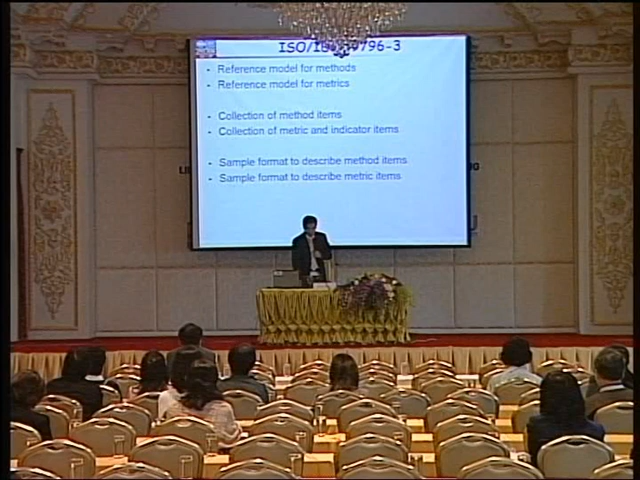 ISO/IEC 19796-3
• Reference model for methods
• Reference model for metrics
• Collection of method items
• Collection of metric and indicator items
• Sample format to describe method items
• Sample format to describe metric items